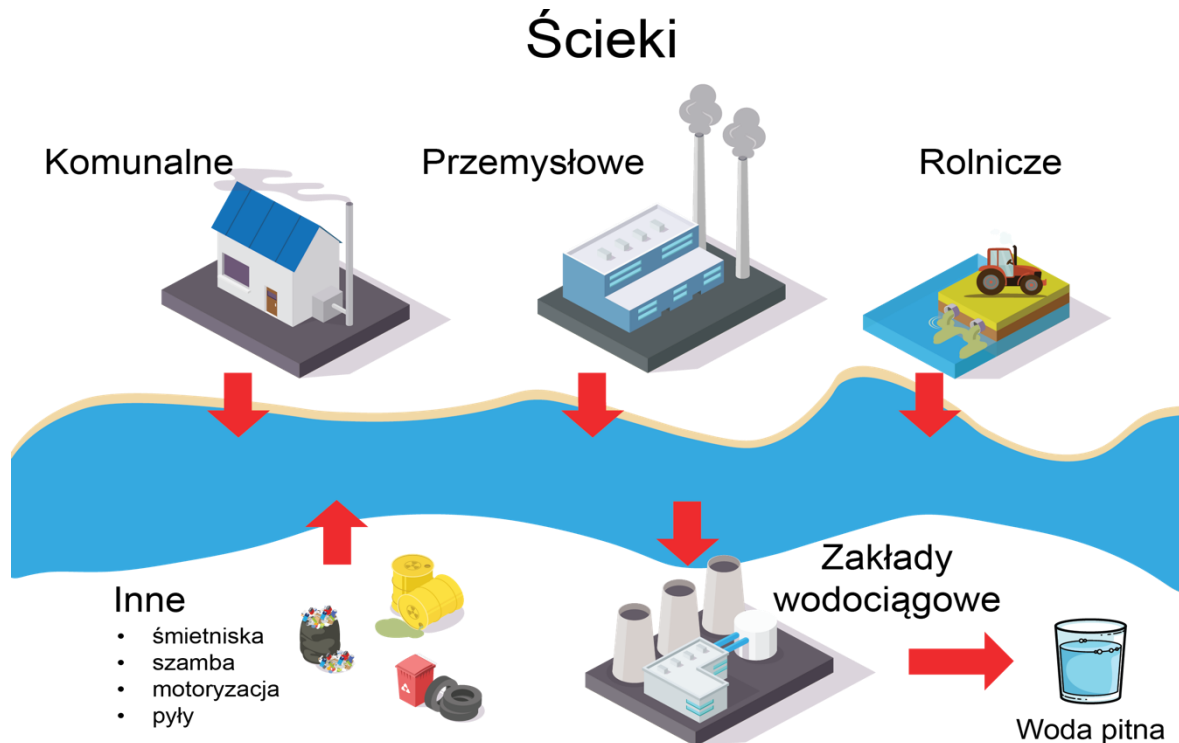 Ścieki
Komunalne
Przemysłowe
Rolnicze
Inne
• śmietniska
• szamba
• motoryzacja
• pyły
Zakłady
wodociągowe
Woda pitna